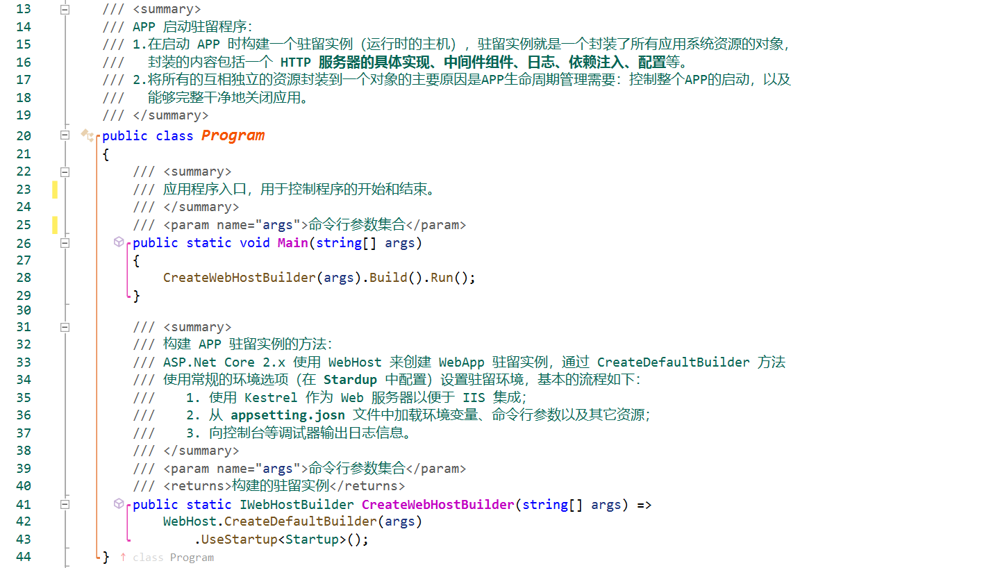 13 /// <summary>
14 /// APP 启动驻留程序：
15 /// 1.在启动 APP 时构建一个驻留实例（运行时的主机），驻留实例就是一个封装了所有应用系统资源的对象，
16 /// 封装的内容包括一个 HTTP 服务器的具体实现、中间件组件、日志、依赖注入、配置等。
17 /// 2.将所有的互相独立的资源封装到一个对象的主要原因是APP生命周期管理需要：控制整个APP的启动，以及
18 /// 能够完整干净地关闭应用。
19 /// </summary>
20 public class Program
21 {
22 /// <summary>
23 /// 应用程序入口，用于控制程序的开始和结束。
24 /// </summary>
25 /// <param name="args">命令行参数集合</param>
26 public static void Main(string[] args)
27 {
28 CreateWebHostBuilder(args).Build().Run();
29 }
30
31 /// <summary>
32 /// 构建 APP 驻留实例的方法：
33 /// ASP.Net Core 2.x 使用 WebHost 来创建 WebApp 驻留实例，通过 CreateDefaultBuilder 方法
34 /// 使用常规的环境选项（在 Stardup 中配置）设置驻留环境，基本的流程如下：
35 /// 1. 使用 Kestrel 作为 Web 服务器以便于 IIS 集成；
36 /// 2. 从 appsetting.josn 文件中加载环境变量、命令行参数以及其它资源；
37 /// 3. 向控制台等调试器输出日志信息。
38 /// </summary>
39 /// <param name="args">命令行参数集合</param>
40 /// <returns>构建的驻留实例</returns>
41 public static IWebHostBuilder CreateWebHostBuilder(string[] args) =>
42 WebHost.CreateDefaultBuilder(args)
43 .UseStartup<Startup>();
44 } ↑ class Program